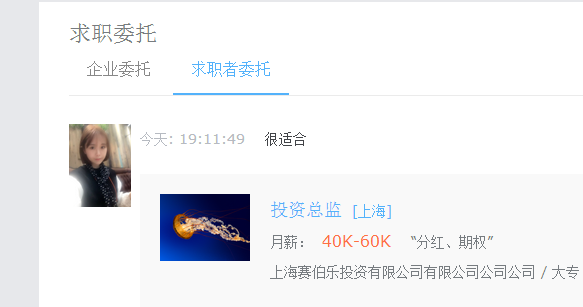 求职委托
企业委托 求职者委托
今天: 19:11:49 很适合
投资总监 [上海]
月薪： 40K-60K “分红、期权”
上海赛伯乐投资有限公司有限公司公司公司 / 大专